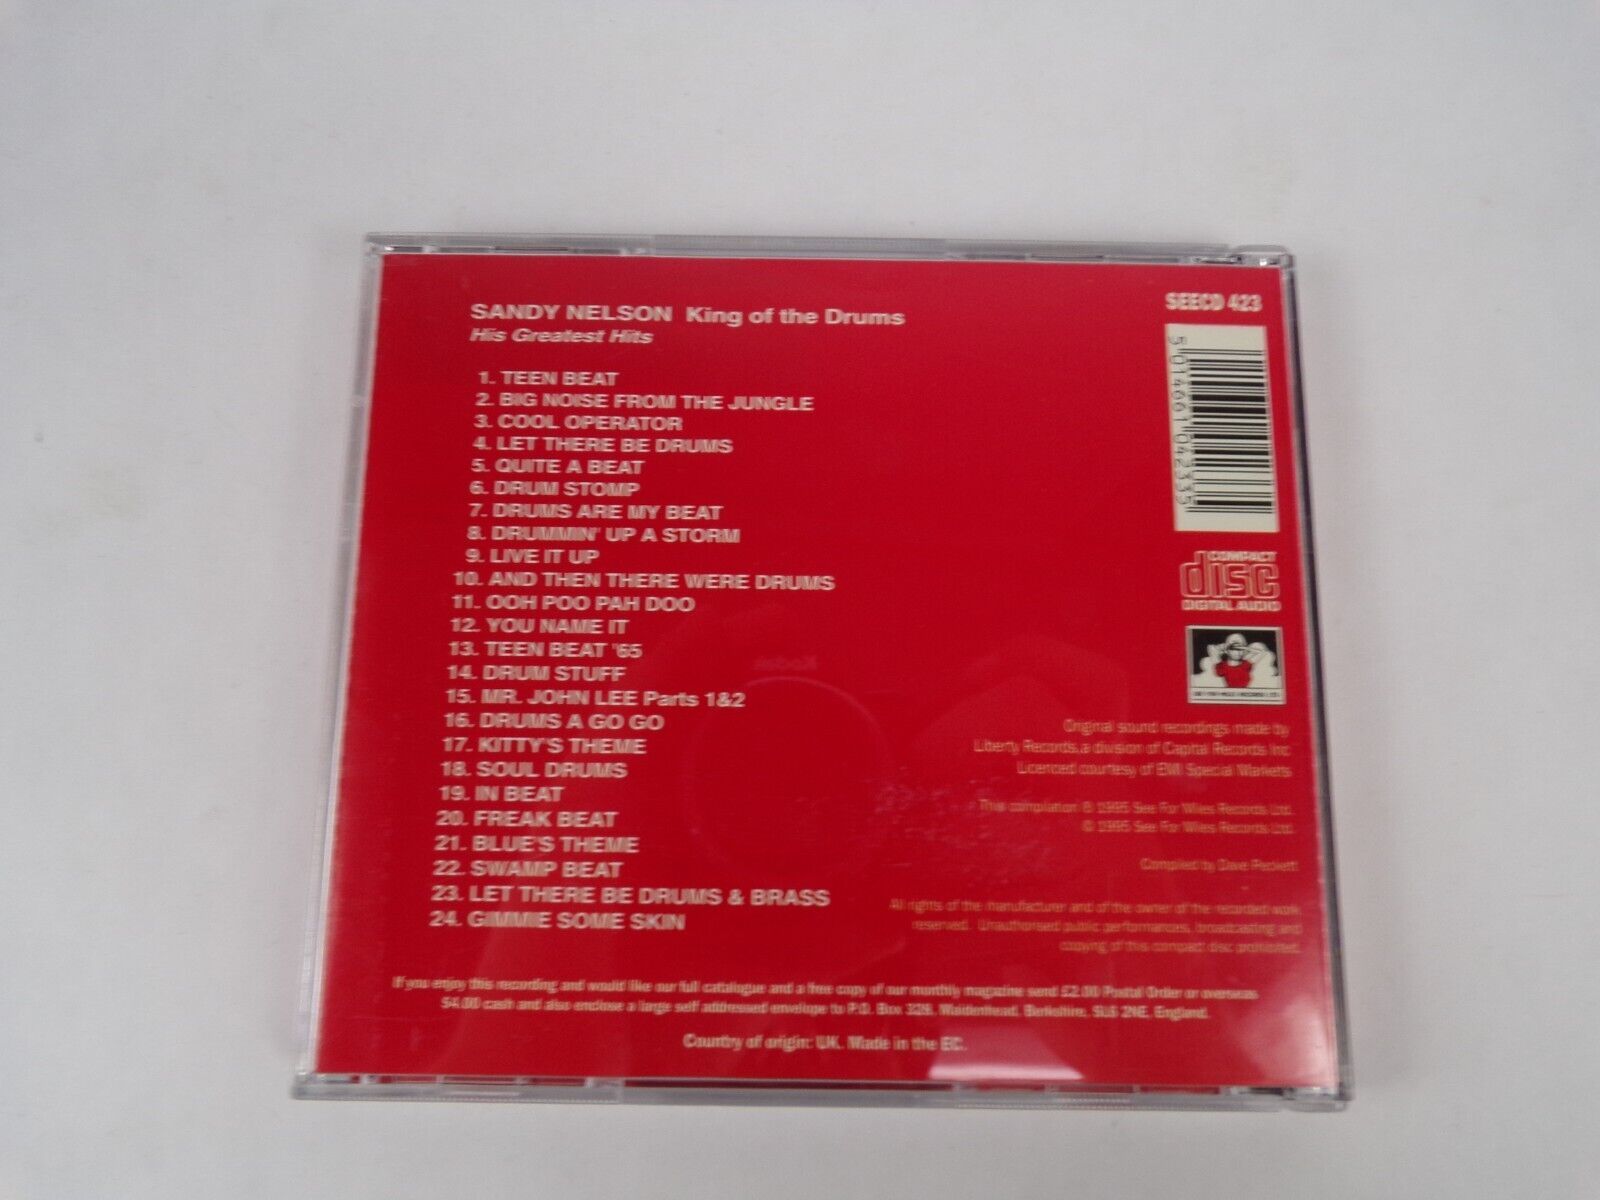 SANDY NELSON King of the Drums
His Greatest Hits
1. TEEN BEAT
2. BIG NOISE FROM THE JUNGLE
3. COOL OPERATOR
4. LET THERE BE DRUMS
5. QUITE A BEAT
6. DRUM STOMP
7. DRUMS ARE MY BEAT
8. DRUMMIN' UP A STORM
9. LIVE IT UP
10. AND THEN THERE WERE DRUMS
11. OOH POO PAH DOO
12. YOU NAME IT
13. TEEN BEAT '65
14. DRUM STUFF
15. MR. JOHN LEE Parts 1&2
16. DRUMS A GO GO
17. KITTY'S THEME
18. SOUL DRUMS
19. IN BEAT
20. FREAK BEAT
21. BLUE'S THEME
22. SWAMP BEAT
23. LET THERE BE DRUMS & BRASS
24. GIMMIE SOME SKIN
SEECD 423
5 014661 042335
COMPACT
disc
DIGITAL AUDIO
Kodak
Original sound recordings made by
Liberty Records, a division of Capital Records Inc
Licenced courtesy of EMI Special Markets
This compilation ℗ 1995 See For Miles Records Ltd.
© 1995 See For Miles Records Ltd.
Compiled by Dave Peckett
All rights of the manufacturer and of the owner of the recorded work
reserved. Unauthorised public performances, broadcasting and
copying of this compact disc prohibited.
If you enjoy this recording and would like our full catalogue and a free copy of our monthly magazine send £2.00 Postal Order or overseas
$4.00 cash and also enclose a large self addressed envelope to P.O. Box 328, Maidenhead, Berkshire, SL6 2NE, England.
Country of origin: UK. Made in the EC.